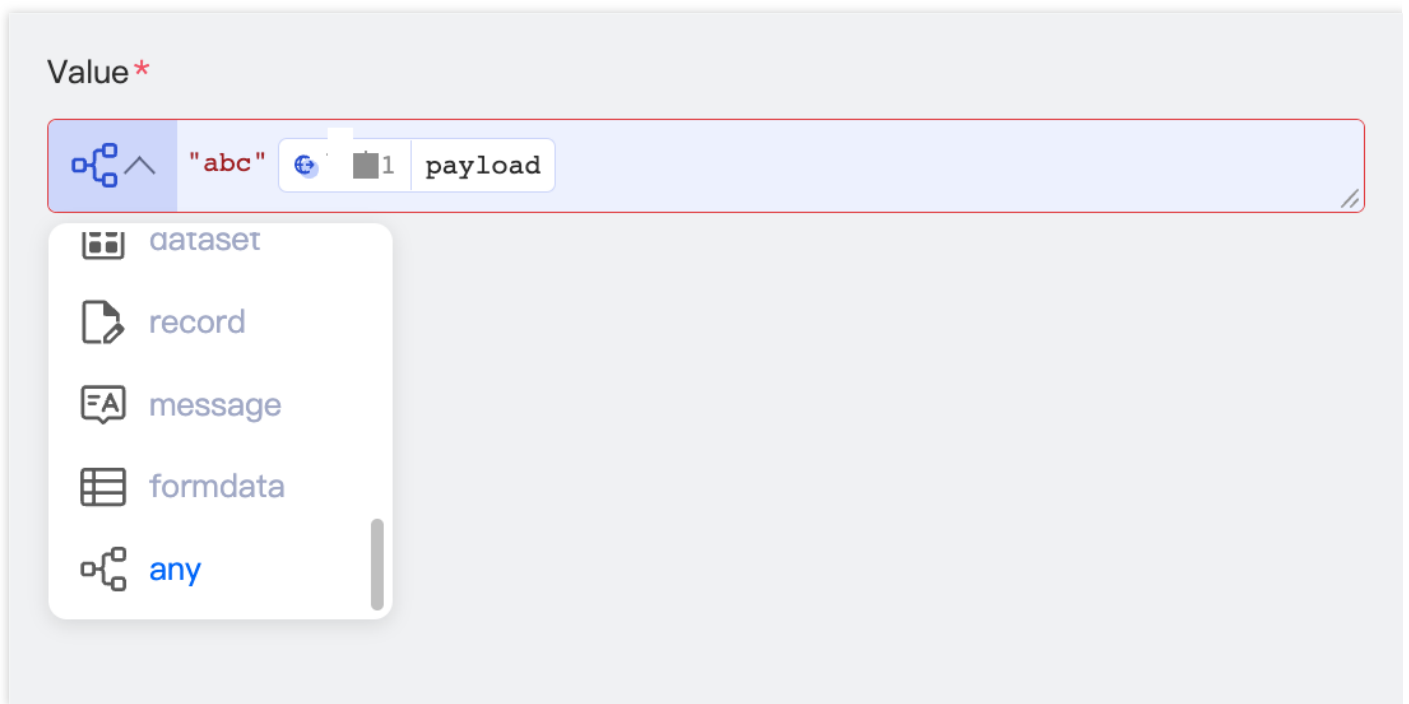 Value*
"abc" 1 payload
dataset
record
message
formdata
any